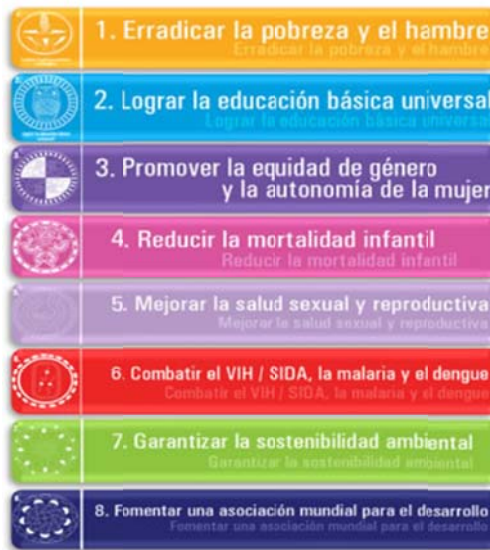 1. Erradicar la pobreza y el hambre
Erradicar la pobreza y el hambre
2. Lograr la educación básica universal
Lograr la educación básica universal
3. Promover la equidad de género
y la autonomía de la mujer
4. Reducir la mortalidad infantil
Reducir la mortalidad infantil
5. Mejorar la salud sexual y reproductiva
Mejorar la salud sexual y reproductiva
6. Combatir el VIH / SIDA, la malaria y el dengue
Combatir el VIH / SIDA, la malaria y el dengue
7. Garantizar la sostenibilidad ambiental
Garantizar la sostenibilidad ambiental
8. Fomentar una asociación mundial para el desarrollo
Fomentar una asociación mundial para el desarrollo